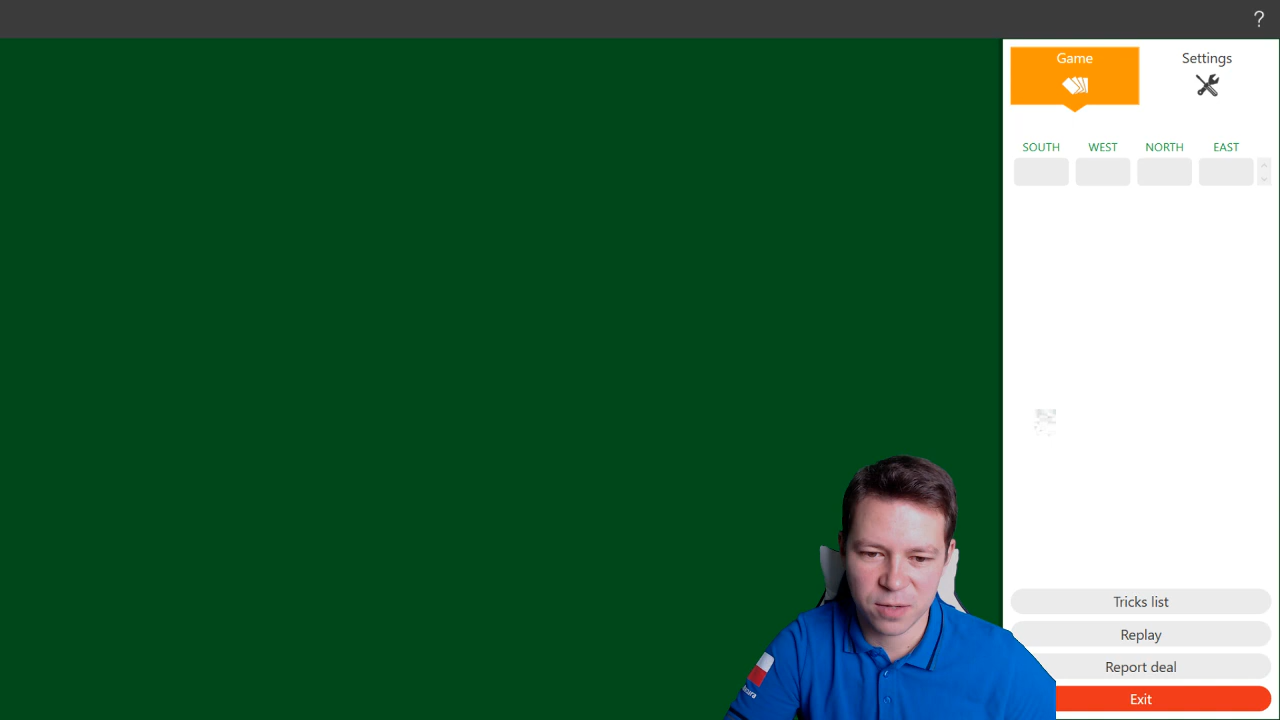 ?
Game
Settings
SOUTH WEST NORTH EAST
Tricks list
Replay
Report deal
Exit